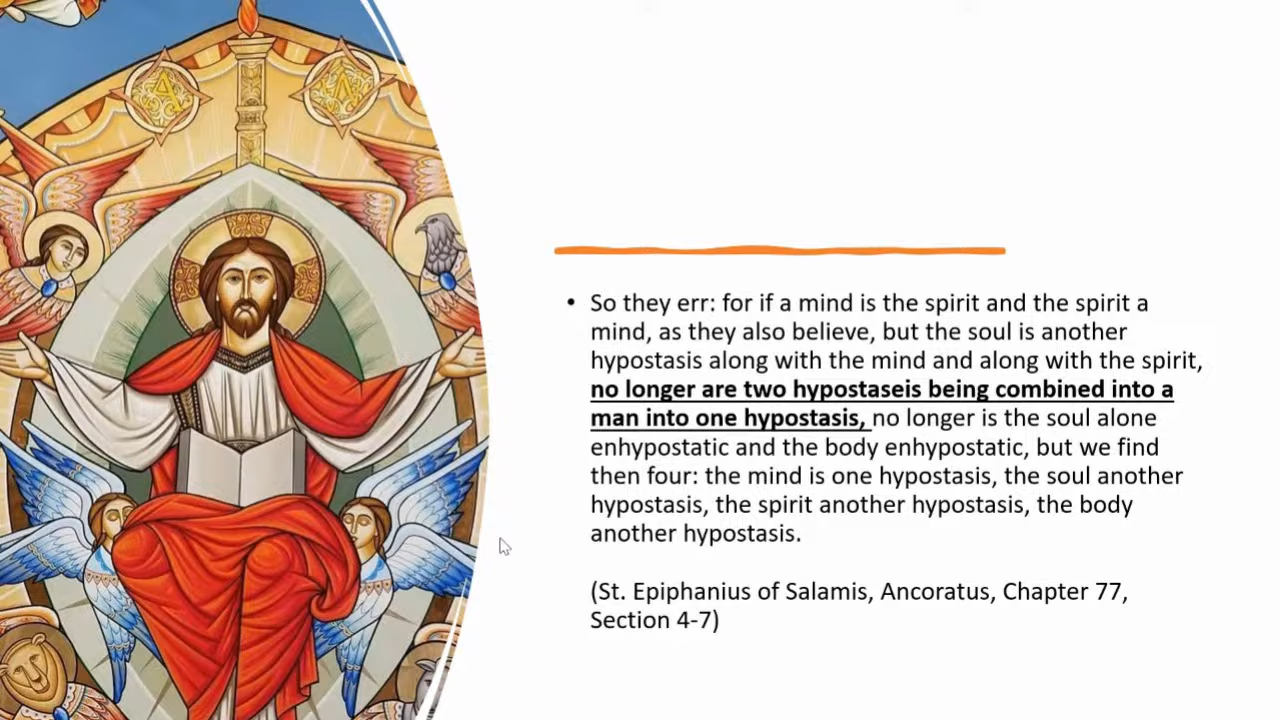 A
• So they err: for if a mind is the spirit and the spirit a
mind, as they also believe, but the soul is another
hypostasis along with the mind and along with the spirit,
no longer are two hypostaseis being combined into a
man into one hypostasis, no longer is the soul alone
enhypostatic and the body enhypostatic, but we find
then four: the mind is one hypostasis, the soul another
hypostasis, the spirit another hypostasis, the body
another hypostasis.
(St. Epiphanius of Salamis, Ancoratus, Chapter 77,
Section 4-7)